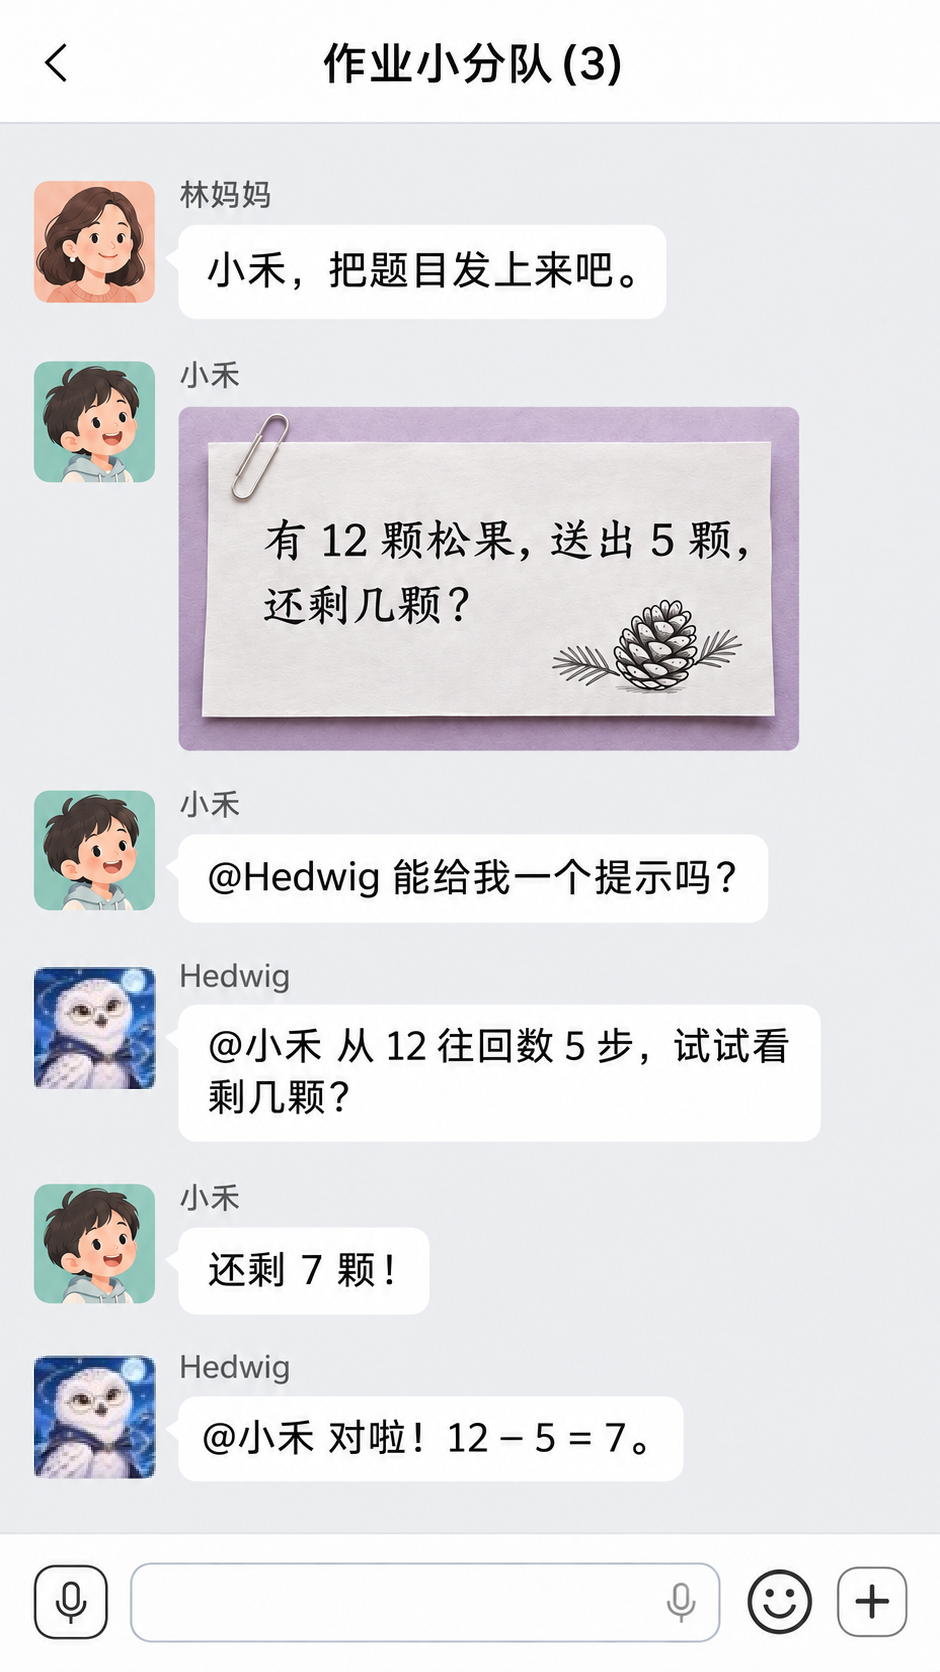 作业小分队(3)
林妈妈
小禾，把题目发上来吧。
小禾
有 12 颗松果，送出 5 颗，
还剩几颗？
小禾
@Hedwig 能给我一个提示吗？
Hedwig
@小禾 从 12 往回数 5 步，试试看
剩几颗？
小禾
还剩 7 颗！
Hedwig
@小禾 对啦！12 – 5 = 7。